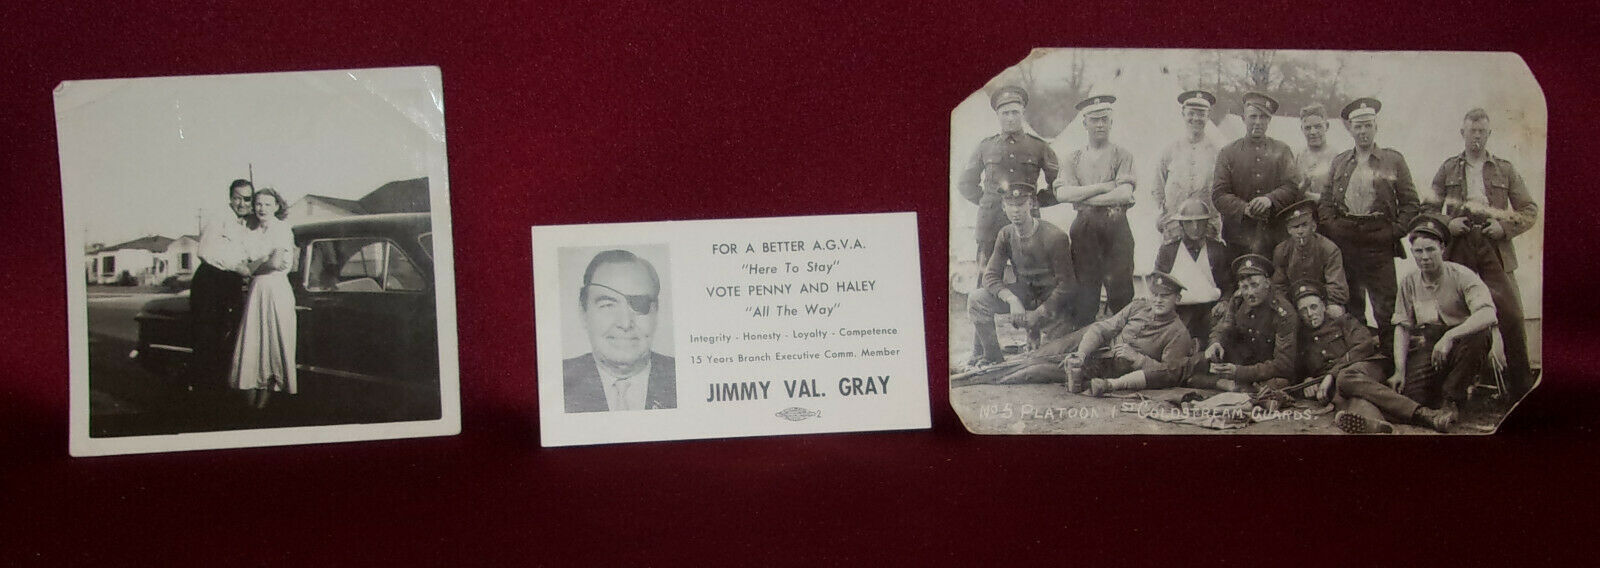 FOR A BETTER A.G.V.A.
"Here To Stay"
VOTE PENNY AND HALEY
"All The Way"
Integrity - Honesty - Loyalty - Competence
15 Years Branch Executive Comm. Member
JIMMY VAL. GRAY
2
No 5 PLATOON 1ST COLDSTREAM GUARDS.